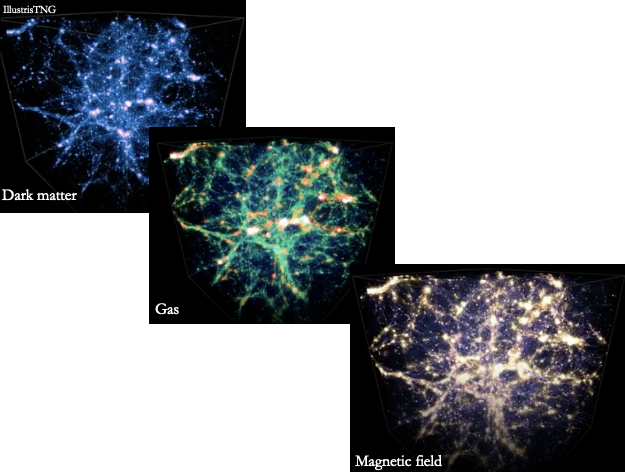 IllustrisTNG
Dark matter
Gas
Magnetic field